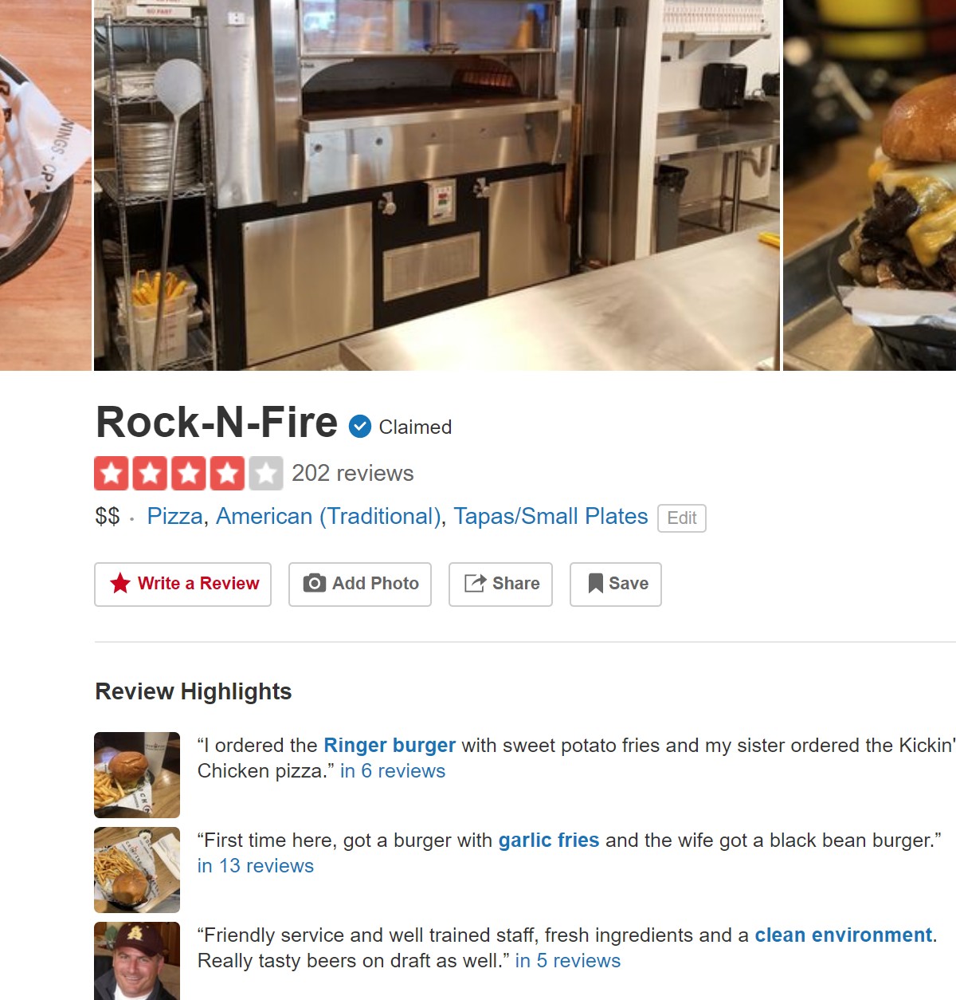 NO PART
WINGS - CP
Rock-N-Fire Claimed
202 reviews
$$ · Pizza, American (Traditional), Tapas/Small Plates Edit
Write a Review Add Photo Share Save
Review Highlights
“I ordered the Ringer burger with sweet potato fries and my sister ordered the Kickin'
Chicken pizza.” in 6 reviews
“First time here, got a burger with garlic fries and the wife got a black bean burger.”
in 13 reviews
“Friendly service and well trained staff, fresh ingredients and a clean environment.
Really tasty beers on draft as well.” in 5 reviews